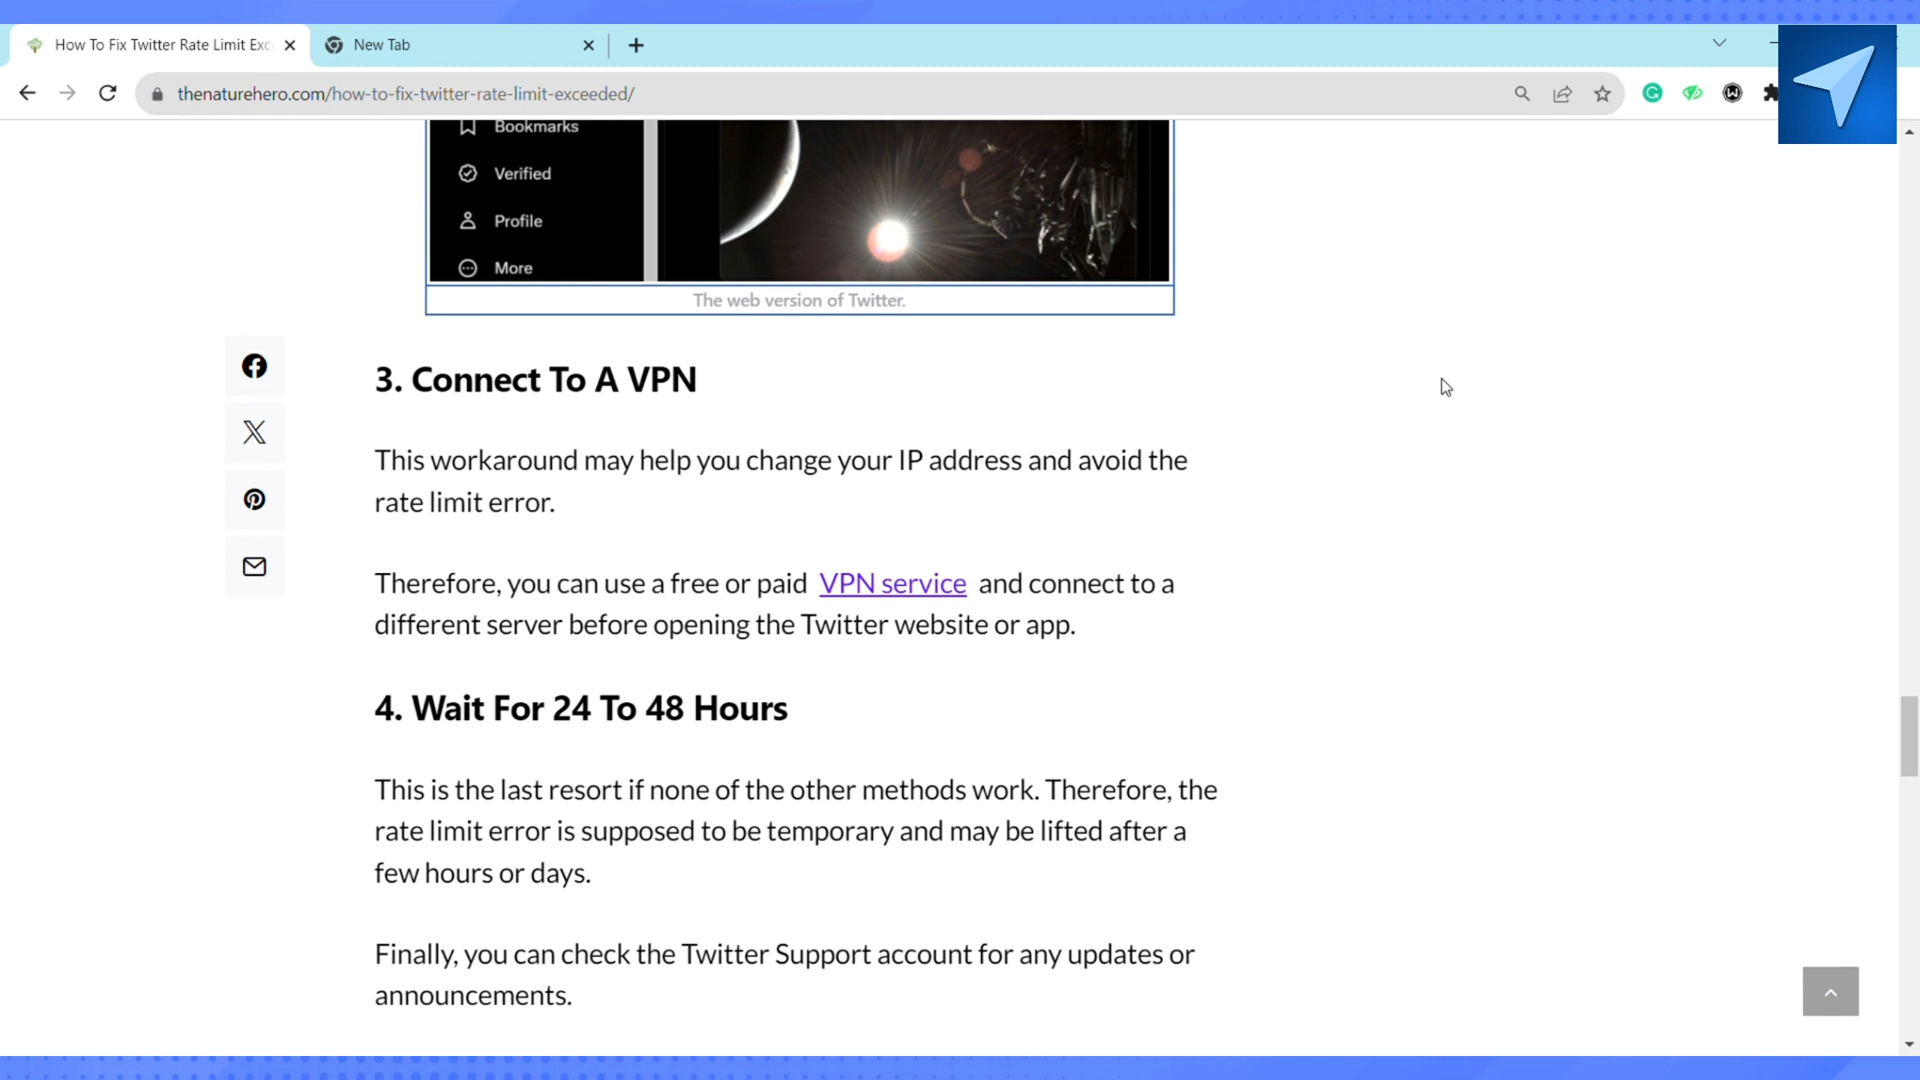 How To Fix Twitter Rate Limit Exc
New Tab
thenaturehero.com/how-to-fix-twitter-rate-limit-exceeded/
Bookmarks
Verified
Profile
More
The web version of Twitter.
3. Connect To A VPN
This workaround may help you change your IP address and avoid the
rate limit error.
Therefore, you can use a free or paid VPN service and connect to a
different server before opening the Twitter website or app.
4. Wait For 24 To 48 Hours
This is the last resort if none of the other methods work. Therefore, the
rate limit error is supposed to be temporary and may be lifted after a
few hours or days.
Finally, you can check the Twitter Support account for any updates or
announcements.